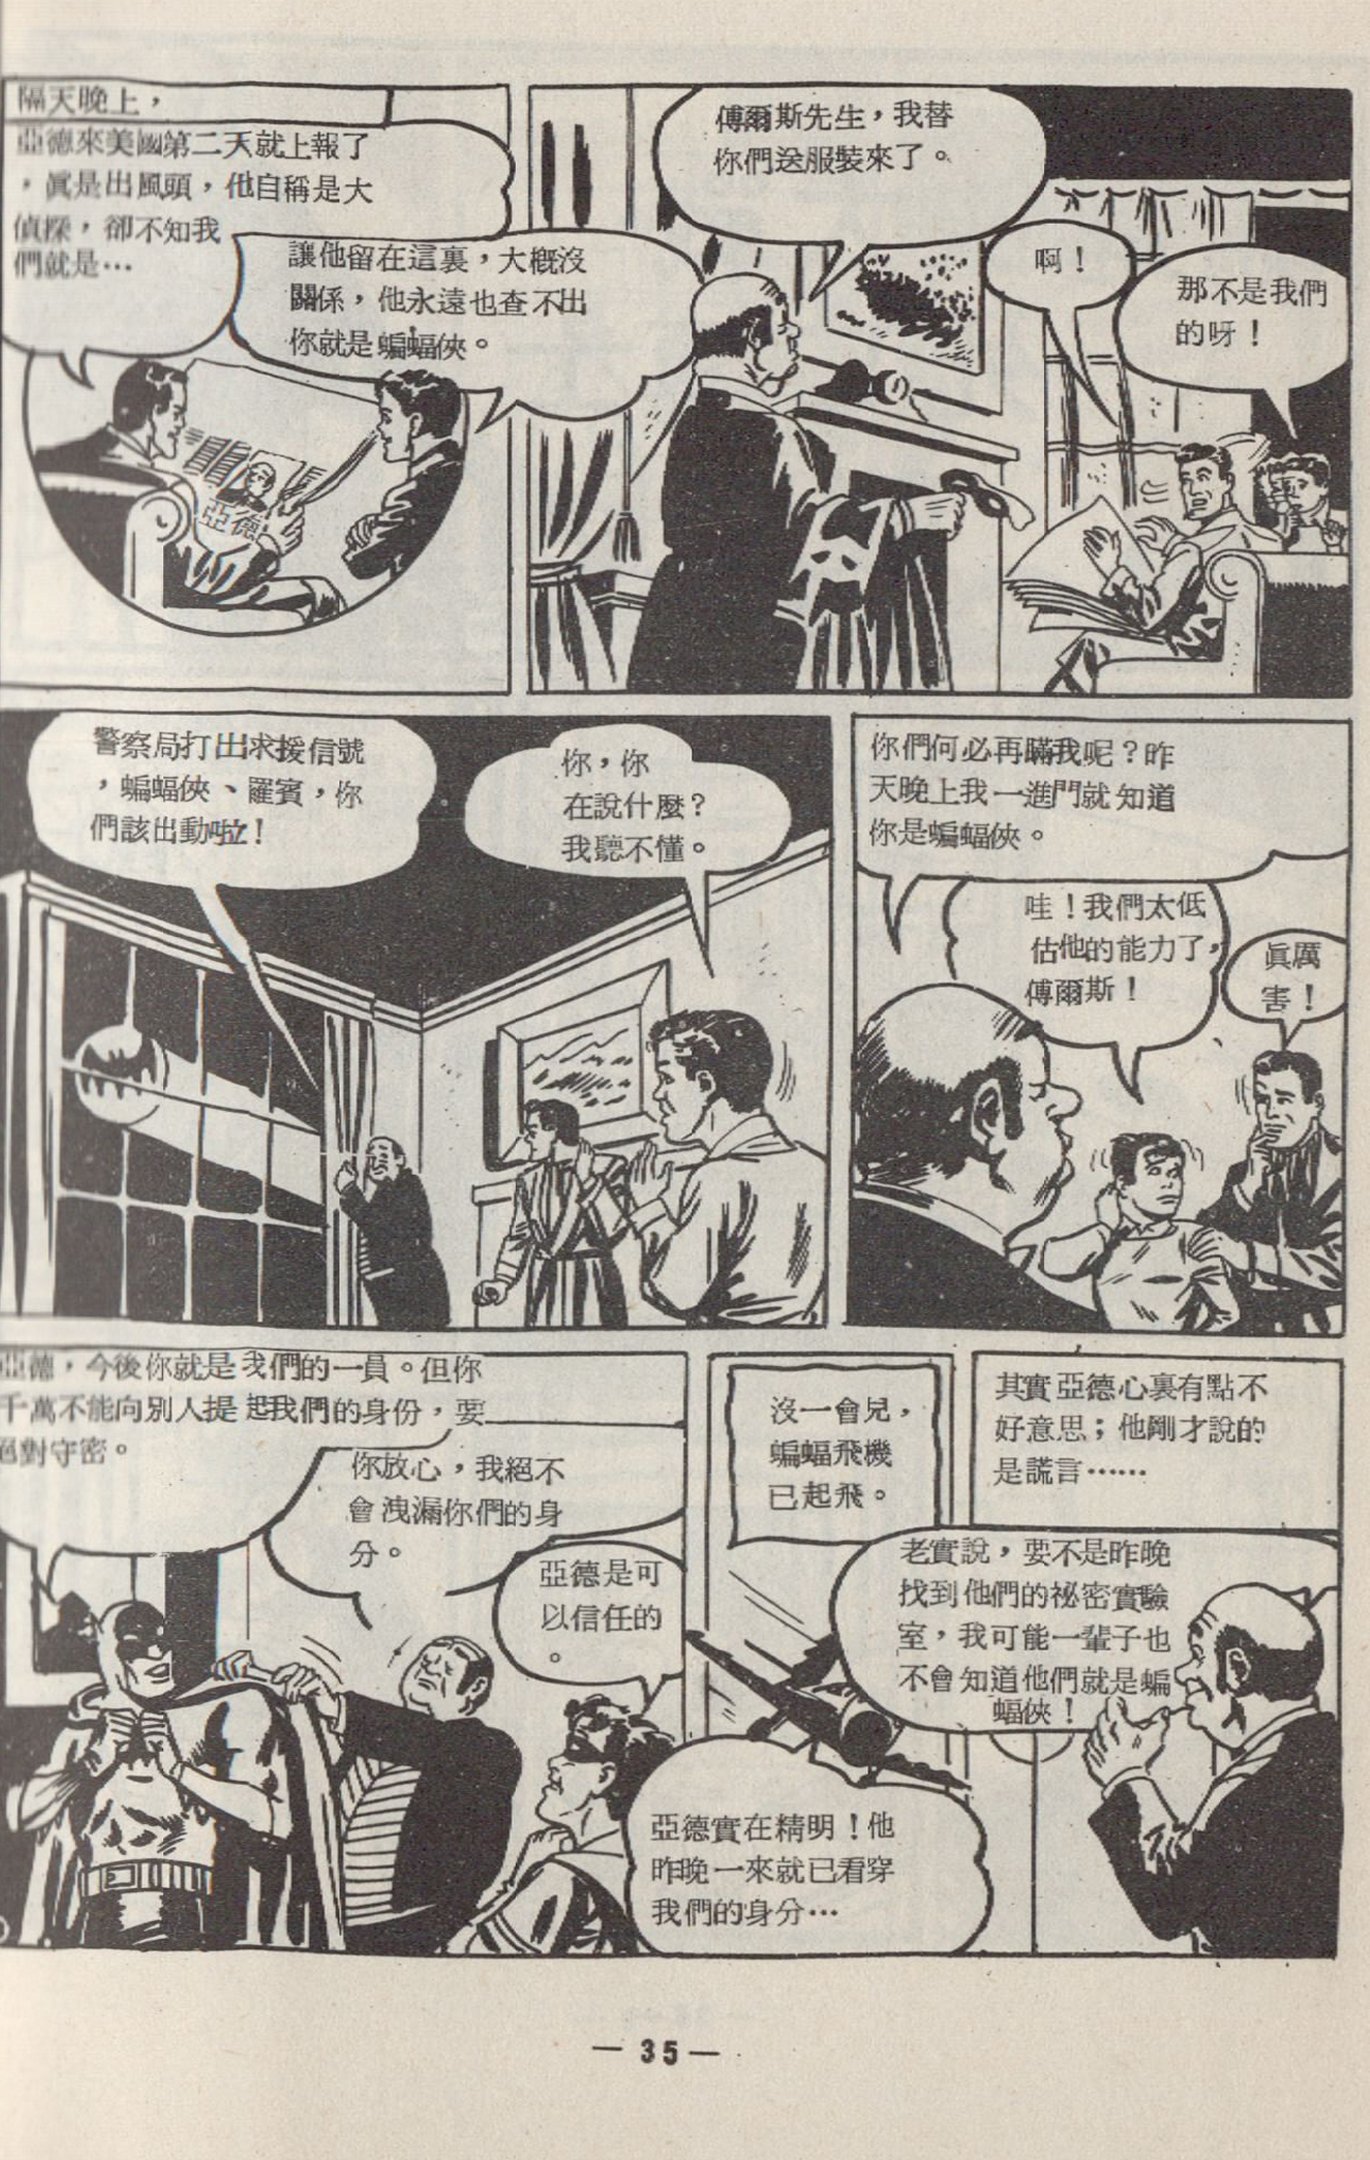 隔天晚上，
亞德來美國第二天就上報了
，眞是出風頭，他自稱是大
偵探，卻不知我
們就是…
讓他留在這裏，大概沒
關係，他永遠也查不出
你就是蝙蝠俠。
亞德
傅爾斯先生，我替
你們送服裝來了。
啊！
那不是我們
的呀！
警察局打出求援信號
，蝙蝠俠、羅賓，你
們該出動啦！
你，你
在說什麼？
我聽不懂。
你們何必再瞞我呢？昨
天晚上我一進門就知道
你是蝙蝠俠。
哇！我們太低
估他的能力了，
傅爾斯！
眞厲
害！
亞德，今後你就是我們的一員。但你
千萬不能向別人提起我們的身份，要
絕對守密。
你放心，我絕不
會洩漏你們的身
分。
亞德是可
以信任的
。
沒一會兒，
蝙蝠飛機
已起飛。
亞德實在精明！他
昨晚一來就已看穿
我們的身分…
其實亞德心裏有點不
好意思；他剛才說的
是謊言……
老實說，要不是昨晚
找到他們的祕密實驗
室，我可能一輩子也
不會知道他們就是蝙
蝠俠！
— 35 —